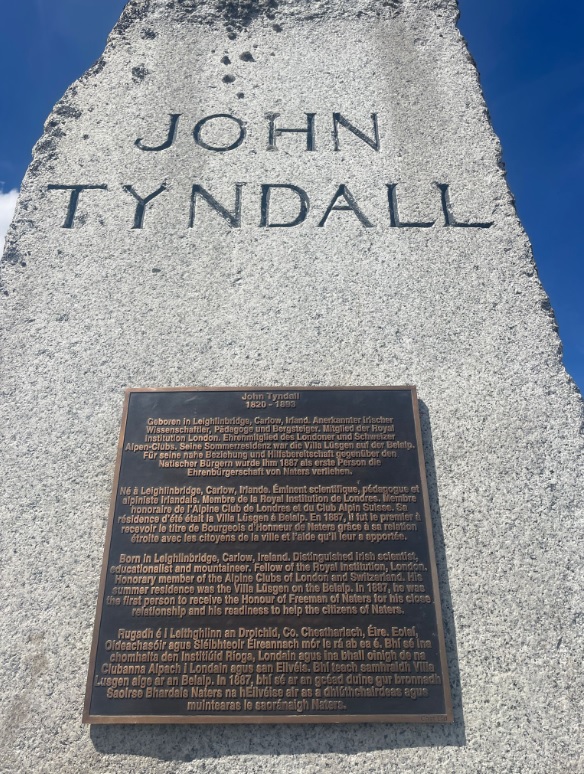 JOHN
TYNDALL
John Tyndall
1820 - 1893
Geboren in Leighlinbridge, Carlow, Irland. Anerkannter irischer
Wissenschaftler, Pädagoge und Bergsteiger. Mitglied der Royal
Institution London. Ehrenmitglied des Londoner und Schweizer
Alpen-Clubs. Seine Sommerresidenz war die Villa Lüsgen auf der Belalp.
Für seine nahe Beziehung und Hilfsbereitschaft gegenüber den
Natischer Bürgern wurde ihm 1887 als erste Person die
Ehrenbürgerschaft von Naters verliehen.
Né à Leighlinbridge, Carlow, Irlande. Éminent scientifique, pédagogue et
alpiniste irlandais. Membre de la Royal Institution de Londres. Membre
honoraire de l'Alpine Club de Londres et du Club Alpin Suisse. Sa
résidence d'été était la Villa Lüsgen à Belalp. En 1887, il fut le premier à
recevoir le titre de Bourgeois d'Honneur de Naters grâce à sa relation
étroite avec les citoyens de la ville et l'aide qu'il leur a apportée.
Born in Leighlinbridge, Carlow, Ireland. Distinguished Irish scientist,
educationalist and mountaineer. Fellow of the Royal Institution, London.
Honorary member of the Alpine Clubs of London and Switzerland. His
summer residence was the Villa Lüsgen on the Belalp. In 1887, he was
the first person to receive the Honour of Freeman of Naters for his close
relationship and his readiness to help the citizens of Naters.
Rugadh é i Leithghlinn an Droichid, Co. Cheatharlach, Éire. Eolaí,
Oideachasóir agus Sléibhteoir Éireannach mór le rá ab ea é. Bhí sé ina
chomhalta den Institiúid Ríoga, Londain agus ina bhall oinigh de na
Clubanna Alpach i Londain agus san Eilvéis. Bhí teach samhraidh Villa
Lüsgen aige ar an Belalp. In 1887, bhí sé ar an gcéad duine gur bronnadh
Saoirse Bhardais Naters na hEilvéise air as a dhlúthchairdeas agus
muintearas le saoránaigh Naters.